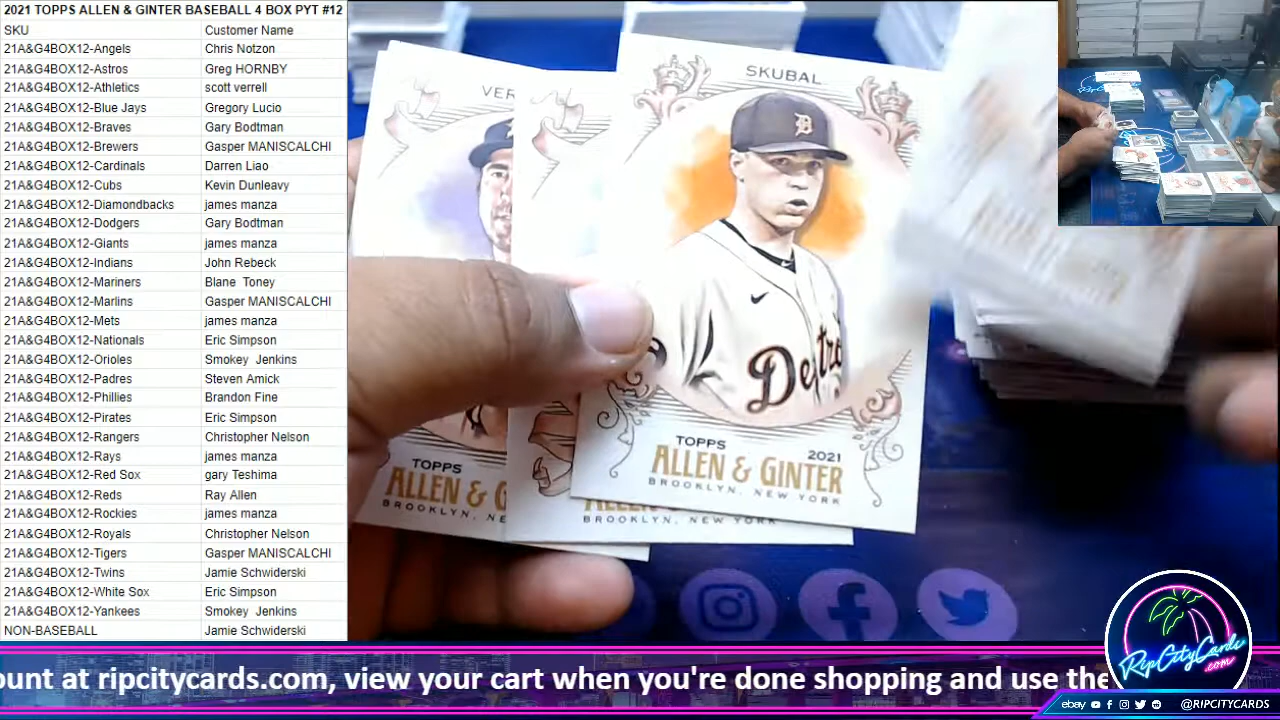 2021 TOPPS ALLEN & GINTER BASEBALL 4 BOX PYT #12
SKU Customer Name
21A&G4BOX12-Angels Chris Notzon
21A&G4BOX12-Astros Greg HORNBY
21A&G4BOX12-Athletics scott verrell
21A&G4BOX12-Blue Jays Gregory Lucio
21A&G4BOX12-Braves Gary Bodtman
21A&G4BOX12-Brewers Gasper MANISCALCHI
21A&G4BOX12-Cardinals Darren Liao
21A&G4BOX12-Cubs Kevin Dunleavy
21A&G4BOX12-Diamondbacks james manza
21A&G4BOX12-Dodgers Gary Bodtman
21A&G4BOX12-Giants james manza
21A&G4BOX12-Indians John Rebeck
21A&G4BOX12-Mariners Blane Toney
21A&G4BOX12-Marlins Gasper MANISCALCHI
21A&G4BOX12-Mets james manza
21A&G4BOX12-Nationals Eric Simpson
21A&G4BOX12-Orioles Smokey Jenkins
21A&G4BOX12-Padres Steven Amick
21A&G4BOX12-Phillies Brandon Fine
21A&G4BOX12-Pirates Eric Simpson
21A&G4BOX12-Rangers Christopher Nelson
21A&G4BOX12-Rays james manza
21A&G4BOX12-Red Sox gary Teshima
21A&G4BOX12-Reds Ray Allen
21A&G4BOX12-Rockies james manza
21A&G4BOX12-Royals Christopher Nelson
21A&G4BOX12-Tigers Gasper MANISCALCHI
21A&G4BOX12-Twins Jamie Schwiderski
21A&G4BOX12-White Sox Eric Simpson
21A&G4BOX12-Yankees Smokey Jenkins
NON-BASEBALL Jamie Schwiderski
VER
TOPPS
ALLEN & G
BROOKLYN, NE
SKUBAL
D
Detro
TOPPS 2021
ALLEN & GINTER
BROOKLYN, NEW YORK
BROOKLYN, NEW YORK
RipCityCards
.com
ount at ripcitycards.com, view your cart when you're done shopping and use the
ebay @RIPCITYCARDS